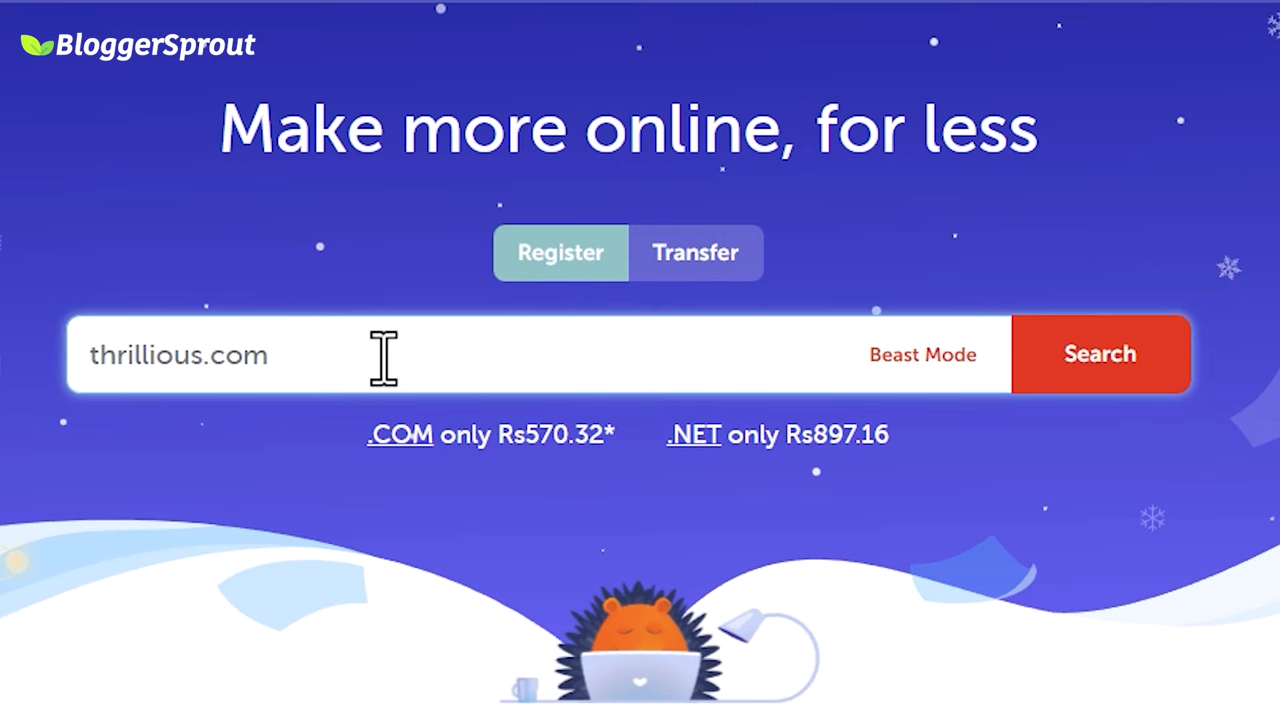 BloggerSprout
Make more online, for less
Register Transfer
thrillious.com Beast Mode Search
.COM only Rs570.32* .NET only Rs897.16